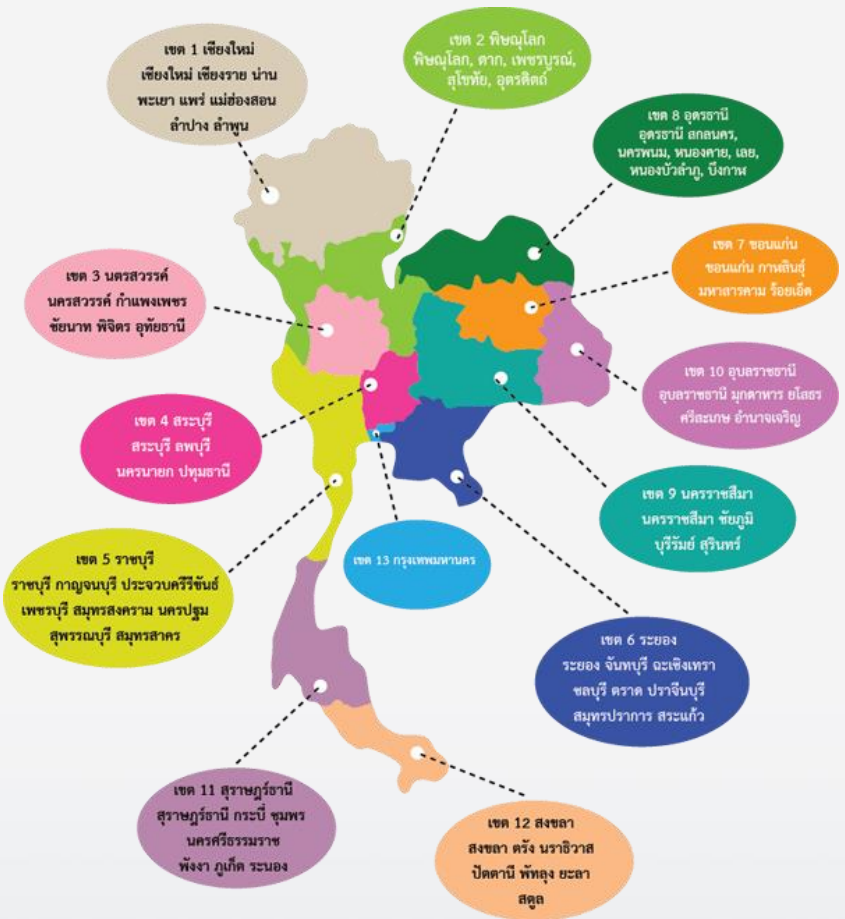 เขต 1 เชียงใหม่
เชียงใหม่ เชียงราย น่าน
พะเยา แพร่ แม่ฮ่องสอน
ลำปาง ลำพูน
เขต 2 พิษณุโลก
พิษณุโลก, ตาก, เพชรบูรณ์,
สุโขทัย, อุตรดิตถ์
เขต 8 อุดรธานี
อุดรธานี สกลนคร,
นครพนม, หนองคาย, เลย,
หนองบัวลำภู, บึงกาฬ
เขต 3 นตรสวรรค์
นครสวรรค์ กำแพงเพชร
ชัยนาท พิจิตร อุทัยธานี
เขต 7 ขอนแก่น
ขอนแก่น กาฬสินธุ์
มหาสารคาม ร้อยเอ็ด
เขต 10 อุบลราชธานี
อุบลราชธานี มุกดาหาร ยโสธร
ศรีสะเกษ อำนาจเจริญ
เขต 4 สระบุรี
สระบุรี ลพบุรี
นครนายก ปทุมธานี
เขต 9 นครราชสีมา
นครราชสีมา ชัยภูมิ
บุรีรัมย์ สุรินทร์
เขต 13 กรุงเทพมหานคร
เขต 5 ราชบุรี
ราชบุรี กาญจนบุรี ประจวบครีรีขันธ์
เพชรบุรี สมุทรสงคราม นครปฐม
สุพรรณบุรี สมุทรสาคร
เขต 6 ระยอง
ระยอง จันทบุรี ฉะเชิงเทรา
ชลบุรี ตราด ปราจีนบุรี
สมุทรปราการ สระแก้ว
เขต 11 สุราษฎร์ธานี
สุราษฎร์ธานี กระบี่ ชุมพร
นครศรีธรรมราช
พังงา ภูเก็ต ระนอง
เขต 12 สงขลา
สงขลา ตรัง นราธิวาส
ปัตตานี พัทลุง ยะลา
สตูล